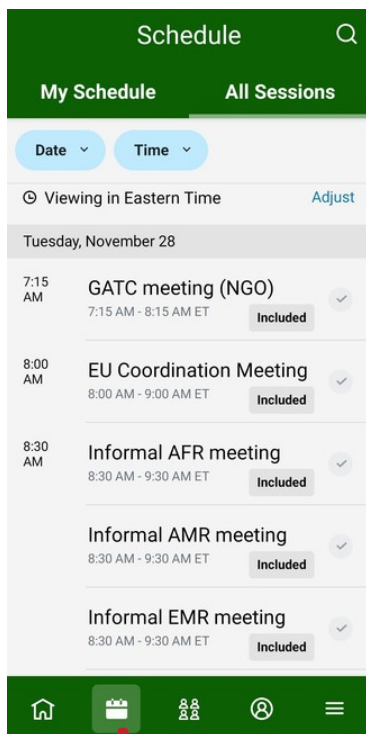 Schedule
My Schedule All Sessions
Date Time
Viewing in Eastern Time Adjust
Tuesday, November 28
7:15 AM
GATC meeting (NGO)
7:15 AM - 8:15 AM ET
Included
8:00 AM
EU Coordination Meeting
8:00 AM - 9:00 AM ET
Included
8:30 AM
Informal AFR meeting
8:30 AM - 9:30 AM ET
Included
Informal AMR meeting
8:30 AM - 9:30 AM ET
Included
Informal EMR meeting
8:30 AM - 9:30 AM ET
Included